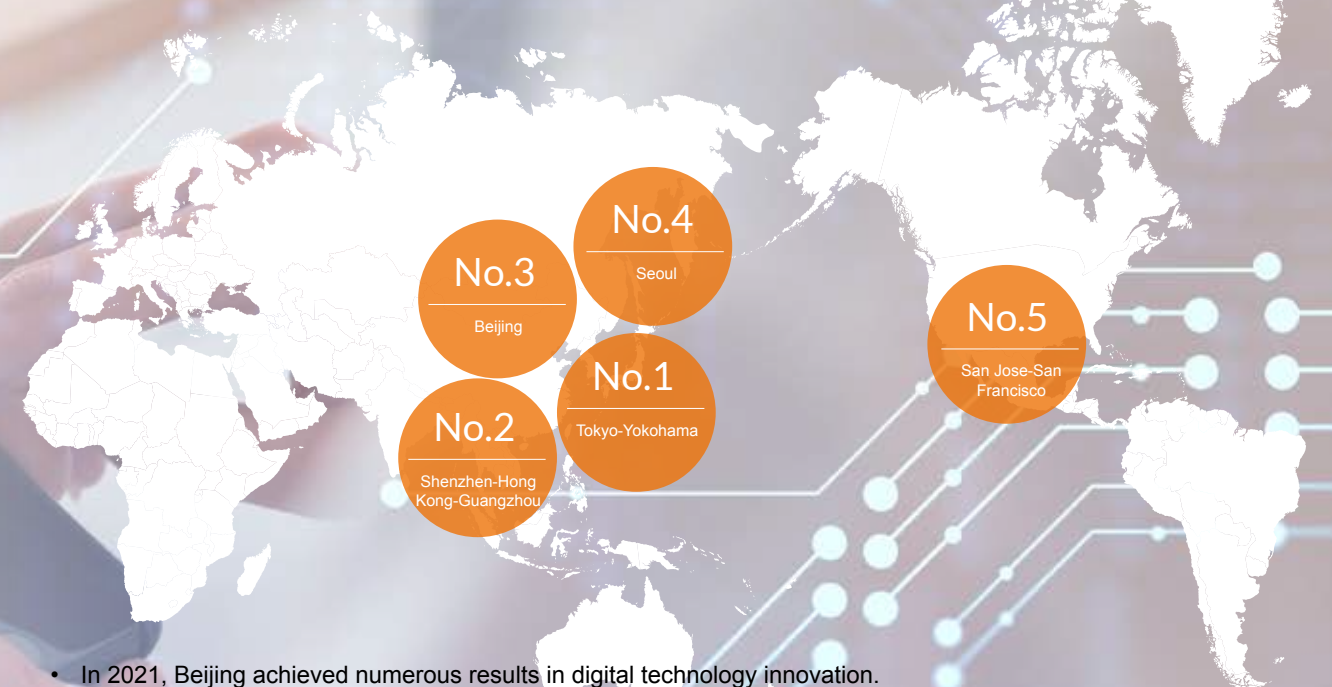 No.4
Seoul
No.3
Beijing
No.5
San Jose-San
Francisco
No.1
Tokyo-Yokohama
No.2
Shenzhen-Hong
Kong-Guangzhou
• In 2021, Beijing achieved numerous results in digital technology innovation.